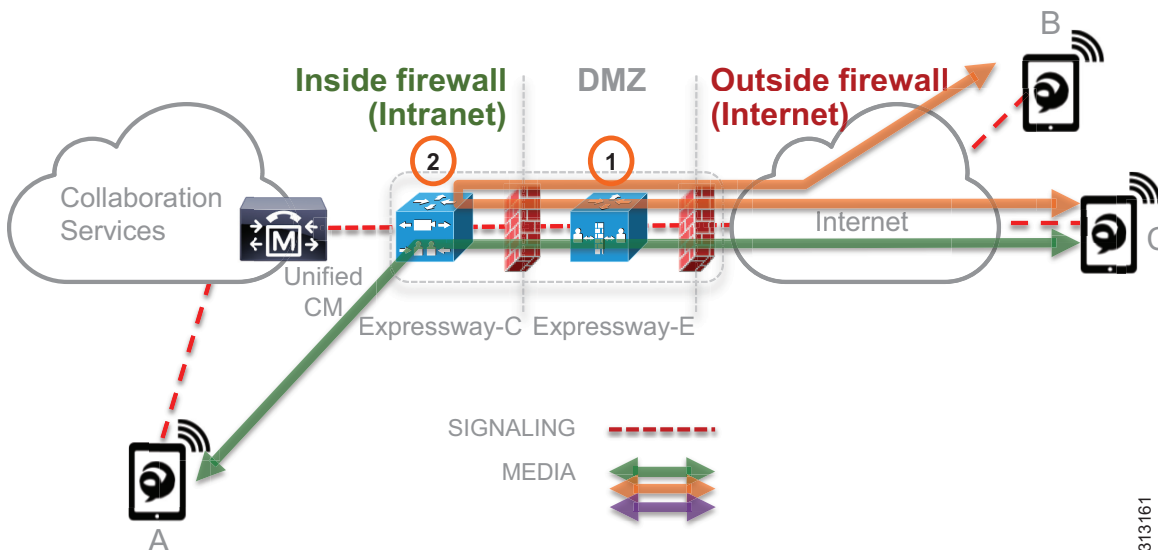 B
Inside firewall
(Intranet)
DMZ
Outside firewall
(Internet)
2
1
Collaboration
Services
M
Unified
CM
Internet
C
Expressway-C
Expressway-E
SIGNALING
MEDIA
A
313161